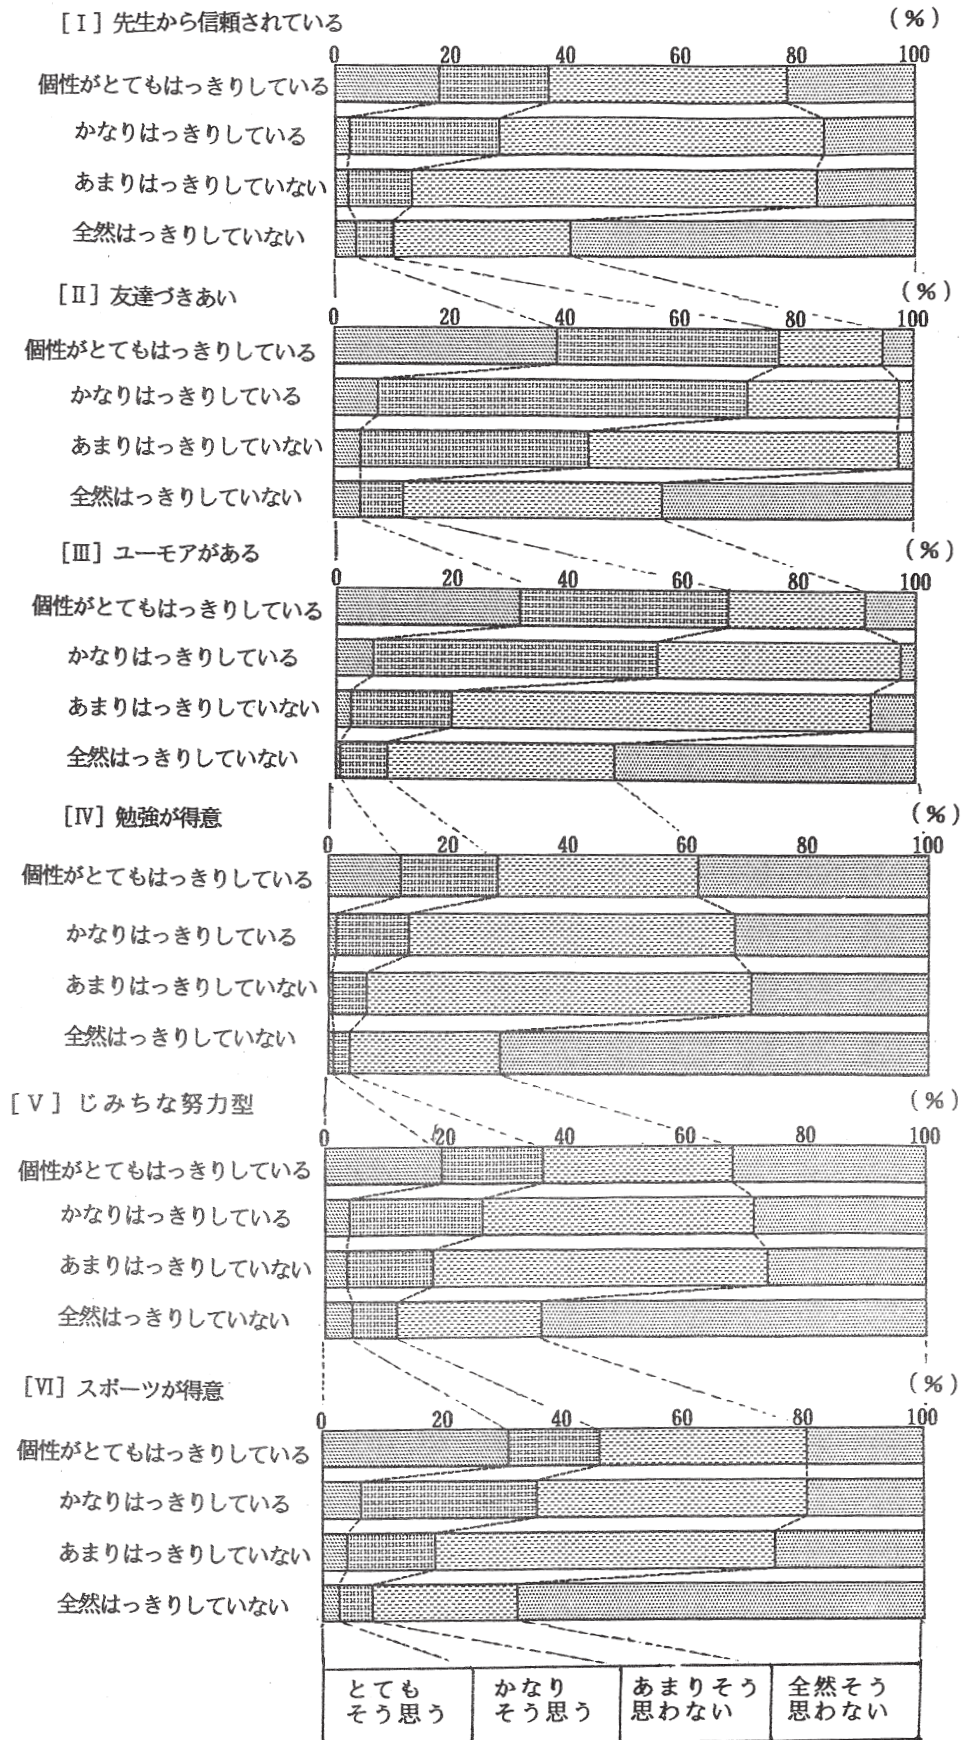 [Ⅰ] 先生から信頼されている
(%)
0 20 40 60 80 100
個性がとてもはっきりしている
かなりはっきりしている
あまりはっきりしていない
全然はっきりしていない
[Ⅱ] 友達づきあい
(%)
0 20 40 60 80 100
個性がとてもはっきりしている
かなりはっきりしている
あまりはっきりしていない
全然はっきりしていない
[Ⅲ] ユーモアがある
(%)
0 20 40 60 80 100
個性がとてもはっきりしている
かなりはっきりしている
あまりはっきりしていない
全然はっきりしていない
[Ⅳ] 勉強が得意
(%)
0 20 40 60 80 100
個性がとてもはっきりしている
かなりはっきりしている
あまりはっきりしていない
全然はっきりしていない
[Ⅴ] じみちな努力型
(%)
0 20 40 60 80 100
個性がとてもはっきりしている
かなりはっきりしている
あまりはっきりしていない
全然はっきりしていない
[Ⅵ] スポーツが得意
(%)
0 20 40 60 80 100
個性がとてもはっきりしている
かなりはっきりしている
あまりはっきりしていない
全然はっきりしていない
とても
そう思う
かなり
そう思う
あまりそう
思わない
全然そう
思わない